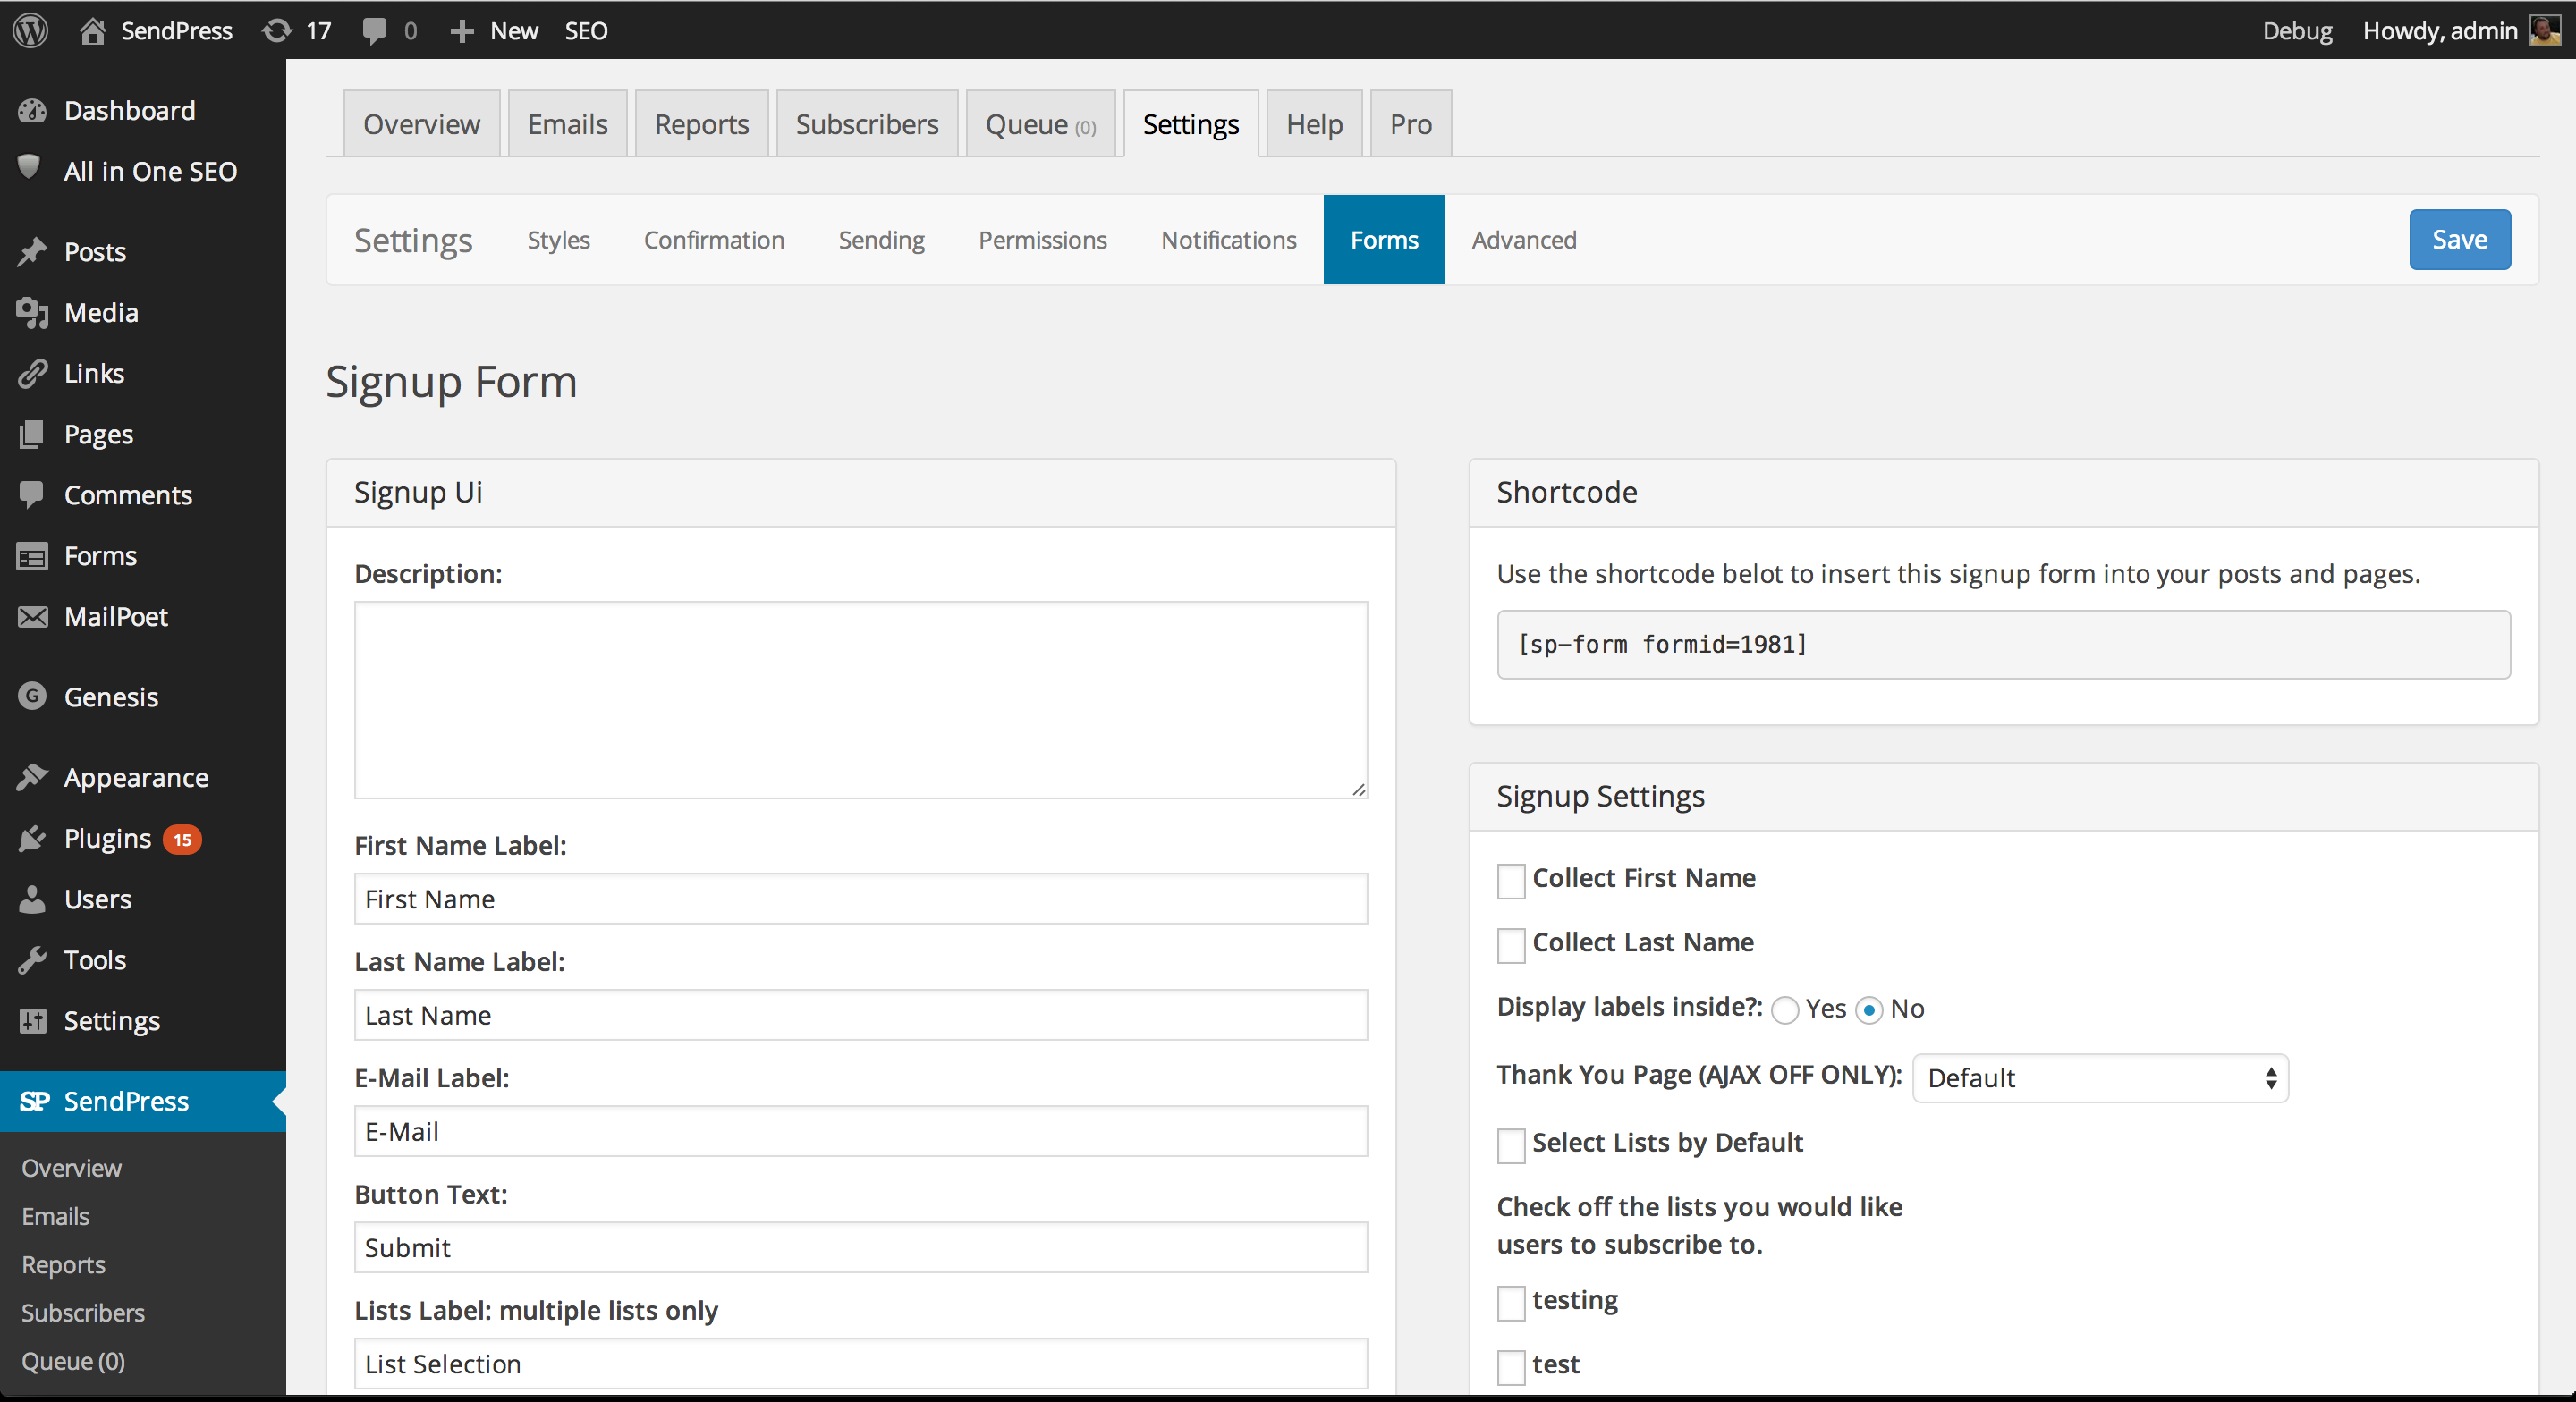 SendPress 17 0 New SEO Debug Howdy, admin
Dashboard
All in One SEO
Posts
Media
Links
Pages
Comments
Forms
MailPoet
Genesis
Appearance
Plugins 15
Users
Tools
Settings
SP SendPress
Overview
Emails
Reports
Subscribers
Queue (0)
Overview Emails Reports Subscribers Queue (0) Settings Help Pro
Settings Styles Confirmation Sending Permissions Notifications Forms Advanced Save
Signup Form
Signup Ui
Description:
First Name Label:
First Name
Last Name Label:
Last Name
E-Mail Label:
E-Mail
Button Text:
Submit
Lists Label: multiple lists only
List Selection
Shortcode
Use the shortcode belot to insert this signup form into your posts and pages.
[sp-form formid=1981]
Signup Settings
Collect First Name
Collect Last Name
Display labels inside?: Yes No
Thank You Page (AJAX OFF ONLY): Default
Select Lists by Default
Check off the lists you would like
users to subscribe to.
testing
test